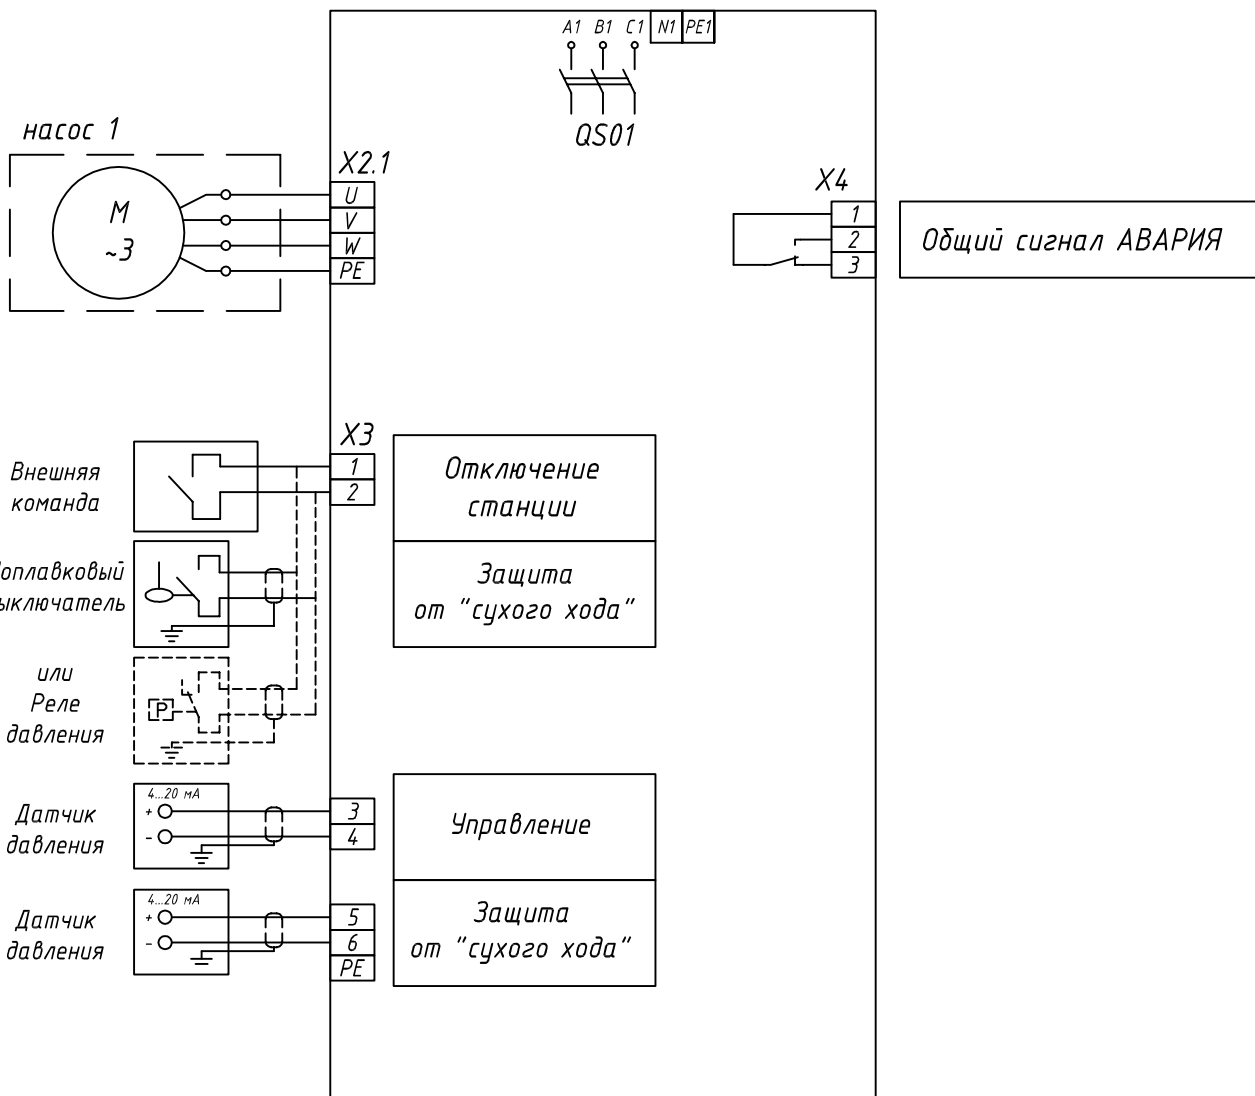 A1 B1 C1 N1 PE1
QS01
насос 1
М
~3
X2.1
U
V
W
PE
X4
1
2
3
Общий сигнал АВАРИЯ
X3
1
2
Внешняя
команда
Отключение
станции
Защита
от "сухого хода"
или
Реле
давления
P
Датчик
давления
4...20 мА
+
-
3
4
Управление
Датчик
давления
4...20 мА
+
-
5
6
PE
Защита
от "сухого хода"